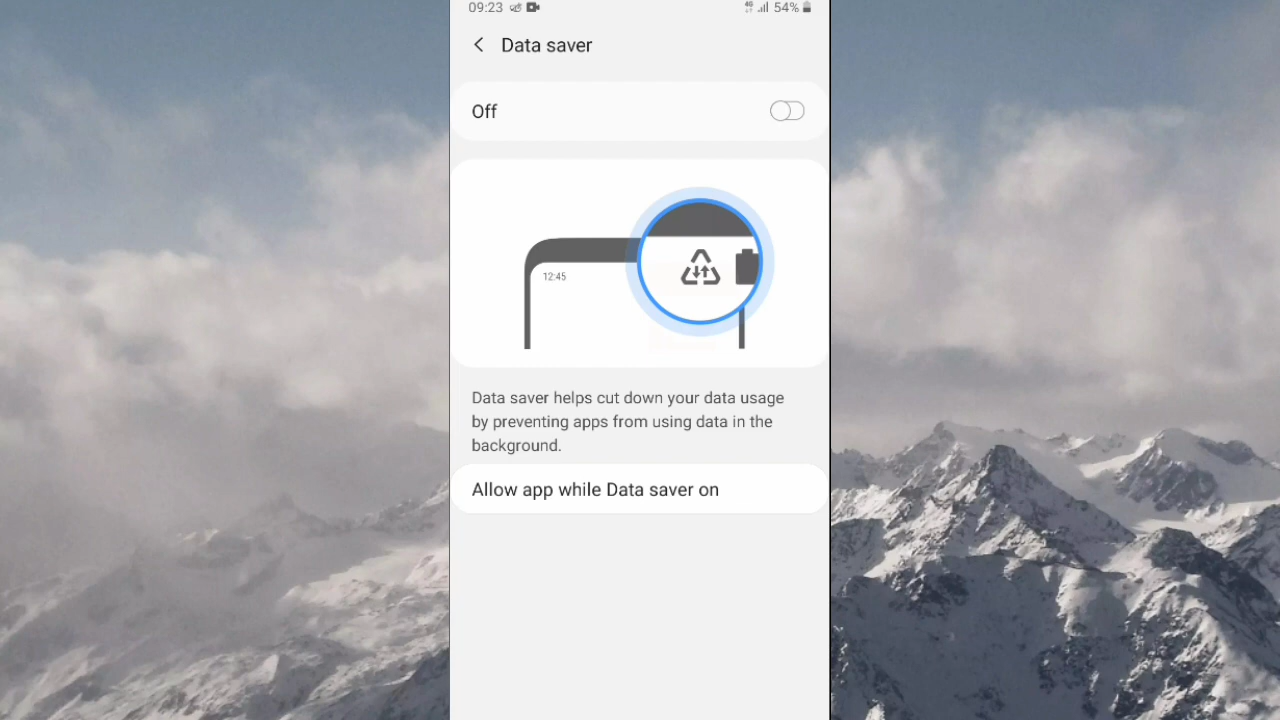 09:23 4G 54%
Data saver
Off
12:45
Data saver helps cut down your data usage
by preventing apps from using data in the
background.
Allow app while Data saver on